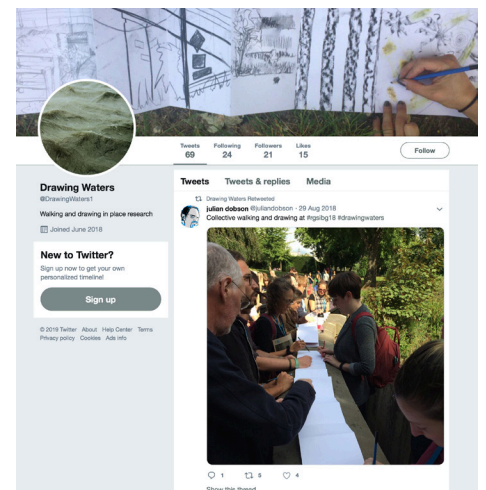 Tweets Following Followers Likes
69 24 21 15
Follow
Drawing Waters
@DrawingWaters1
Walking and drawing in place research
Joined June 2018
New to Twitter?
Sign up now to get your own
personalized timeline!
Sign up
© 2019 Twitter About Help Center Terms
Privacy policy Cookies Ads info
Tweets Tweets & replies Media
Drawing Waters Retweeted
julian dobson @juliandobson · 29 Aug 2018
Collective walking and drawing at #rgsibg18 #drawingwaters
1 5 4
Show this thread